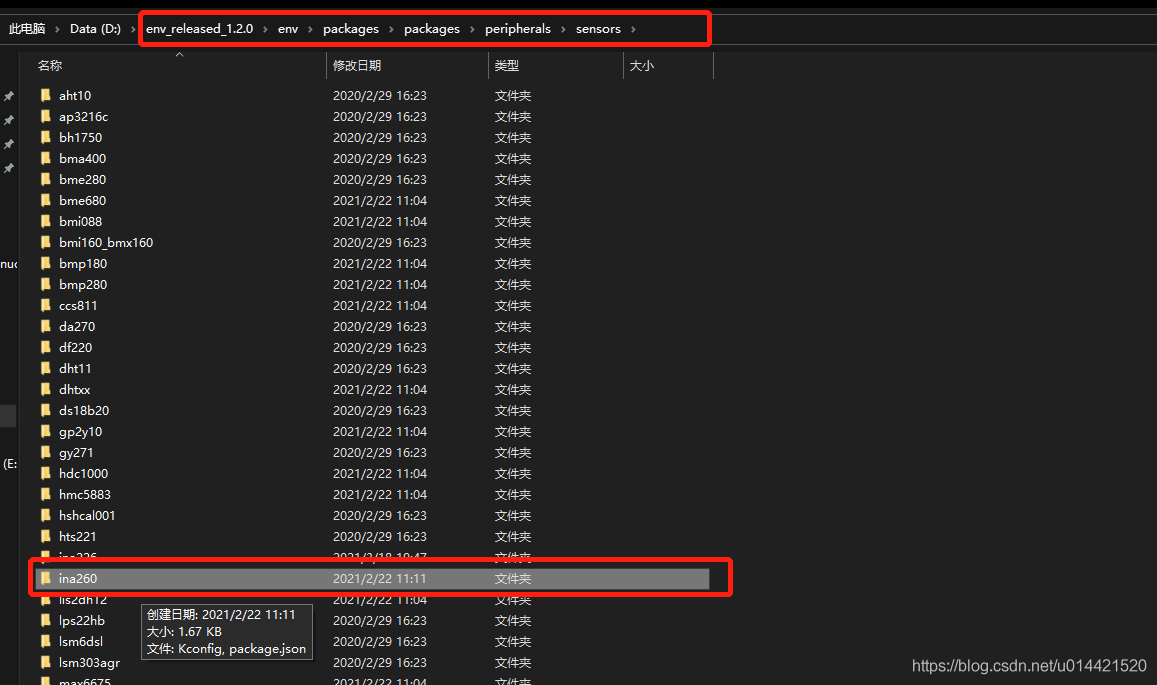 此电脑 › Data (D:) › env_released_1.2.0 › env › packages › packages › peripherals › sensors ›
名称 修改日期 类型 大小
aht10 2020/2/29 16:23 文件夹
ap3216c 2020/2/29 16:23 文件夹
bh1750 2020/2/29 16:23 文件夹
bma400 2020/2/29 16:23 文件夹
bme280 2020/2/29 16:23 文件夹
bme680 2021/2/22 11:04 文件夹
bmi088 2021/2/22 11:04 文件夹
bmi160_bmx160 2020/2/29 16:23 文件夹
nuc
bmp180 2021/2/22 11:04 文件夹
bmp280 2021/2/22 11:04 文件夹
ccs811 2021/2/22 11:04 文件夹
da270 2020/2/29 16:23 文件夹
df220 2020/2/29 16:23 文件夹
dht11 2020/2/29 16:23 文件夹
dhtxx 2021/2/22 11:04 文件夹
ds18b20 2020/2/29 16:23 文件夹
gp2y10 2021/2/22 11:04 文件夹
gy271 2020/2/29 16:23 文件夹
(E:
hdc1000 2021/2/22 11:04 文件夹
hmc5883 2021/2/22 11:04 文件夹
hshcal001 2020/2/29 16:23 文件夹
hts221 2020/2/29 16:23 文件夹
ina226 2021/2/18 10:47 文件夹
ina260 2021/2/22 11:11 文件夹
lis2dh12 2021/2/22 11:04 文件夹
lps22hb 2020/2/29 16:23 文件夹
lsm6dsl 2020/2/29 16:23 文件夹
lsm303agr 2020/2/29 16:23 文件夹
max6675 2021/2/22 11:04 文件夹
创建日期: 2021/2/22 11:11
大小: 1.67 KB
文件: Kconfig, package.json
https://blog.csdn.net/u014421520